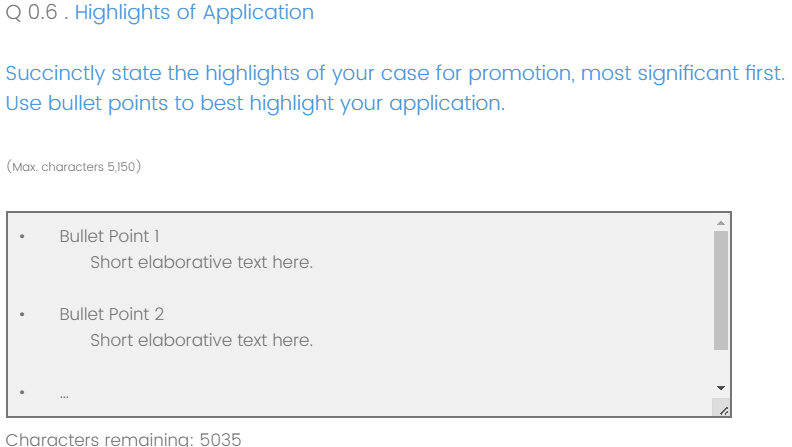 Q 0.6 . Highlights of Application
Succinctly state the highlights of your case for promotion, most significant first.
Use bullet points to best highlight your application.
(Max. characters 5,150)
• Bullet Point 1
Short elaborative text here.
• Bullet Point 2
Short elaborative text here.
• ...
Characters remaining: 5035